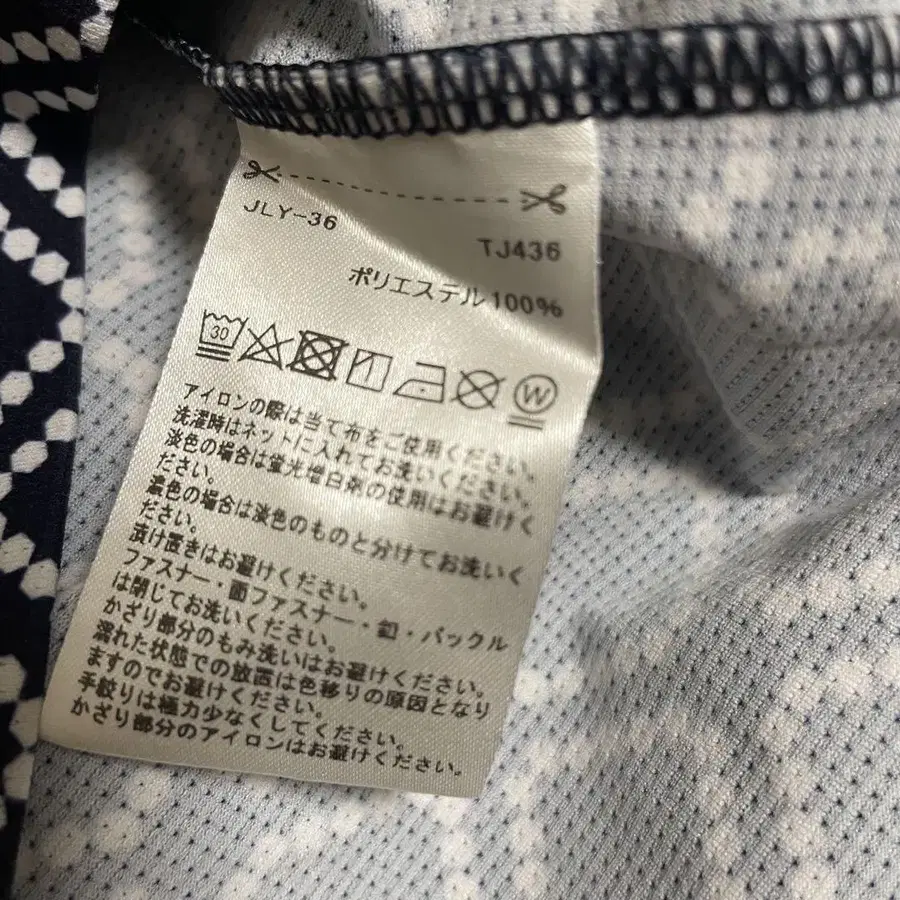 JLY-36
TJ436
ポリエステル100%
30
W
アイロンの際は当て布をご使用ください。
洗濯時はネットに入れてお洗いください。
淡色の場合は蛍光増白剤の使用はお避けく
ださい。
濃色の場合は淡色のものと分けてお洗いく
ださい。
漬け置きはお避けください。
ファスナー・面ファスナー・釦・バックル
は閉じてお洗いください。
かざり部分のもみ洗いはお避けください。
濡れた状態での放置は色移りの原因となり
ますのでお避けください。
手絞りは極力少なくしてください。
かざり部分のアイロンはお避けください。